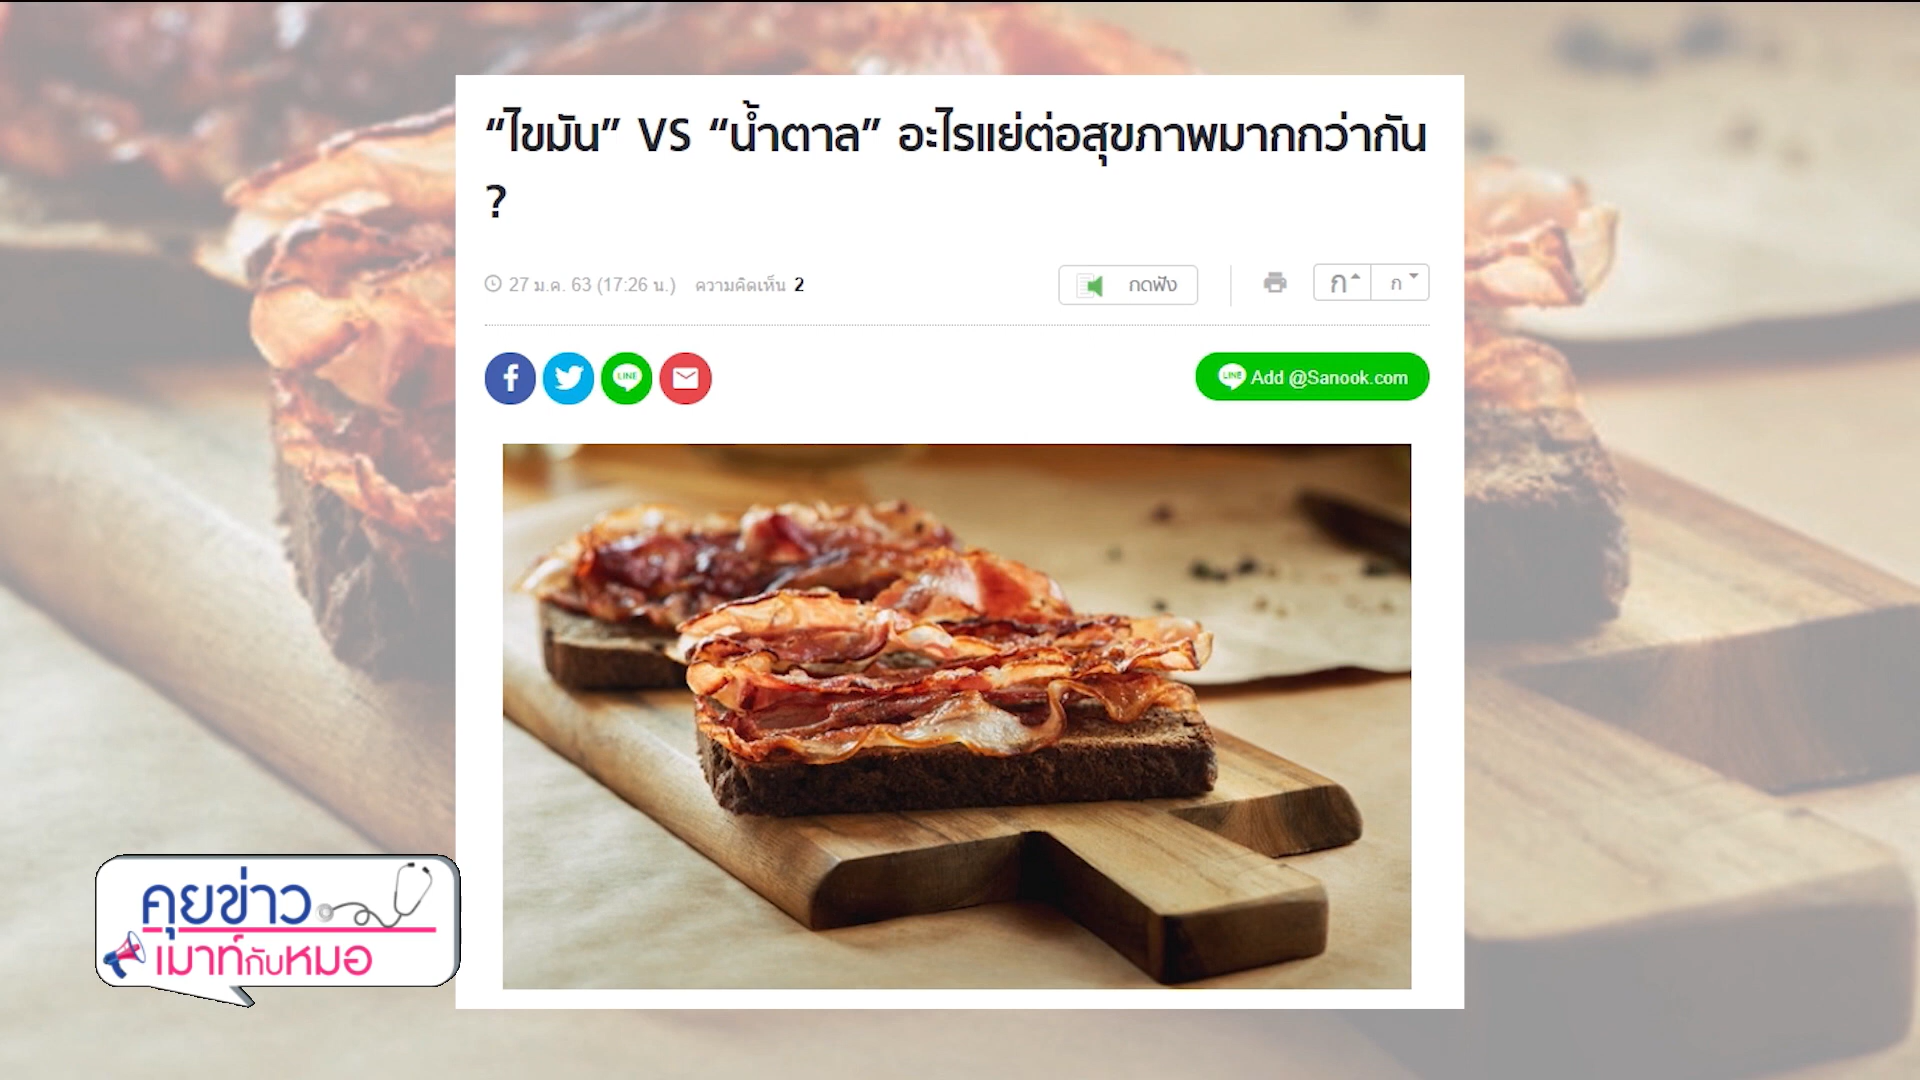 “ไขมัน” VS “น้ำตาล” อะไรแย่ต่อสุขภาพมากกว่ากัน
?
27 ม.ค. 63 (17:26 น.) ความคิดเห็น 2
กดฟัง
ก ก
LINE
LINE Add @Sanook.com
คุยข่าว
เมาท์กับหมอ